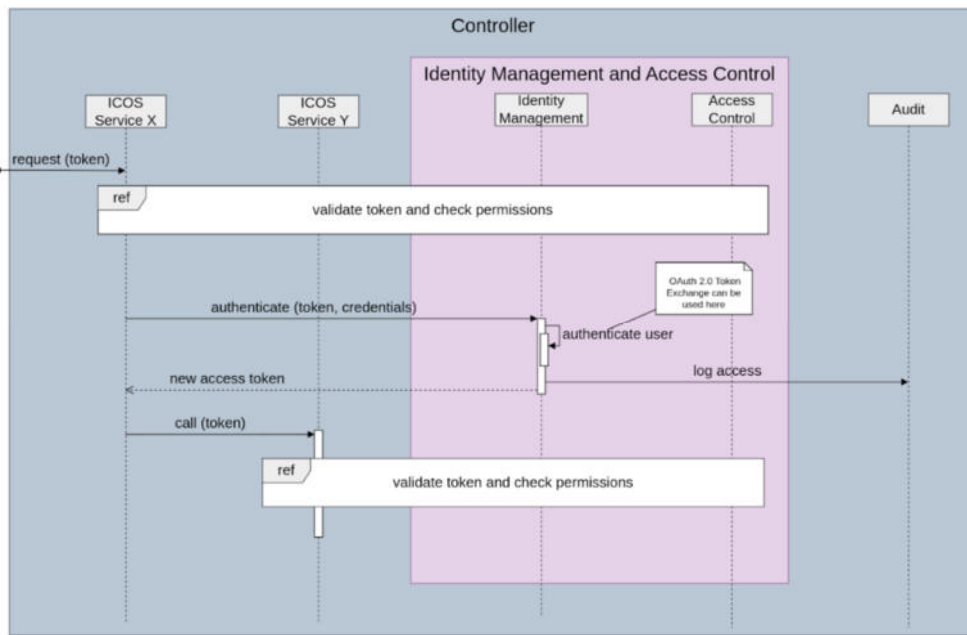 Controller
Identity Management and Access Control
ICOS
Service X
ICOS
Service Y
Identity
Management
Access
Control
Audit
request (token)
ref
validate token and check permissions
OAuth 2.0 Token
Exchange can be
used here
authenticate (token, credentials)
authenticate user
new access token
log access
call (token)
ref
validate token and check permissions